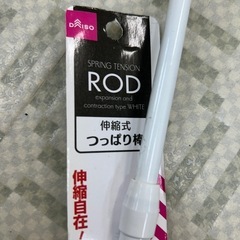 DAISO
SPRING TENSION
ROD
expansion and
contraction type WHITE
伸縮式
つっぱり棒
伸縮自在!